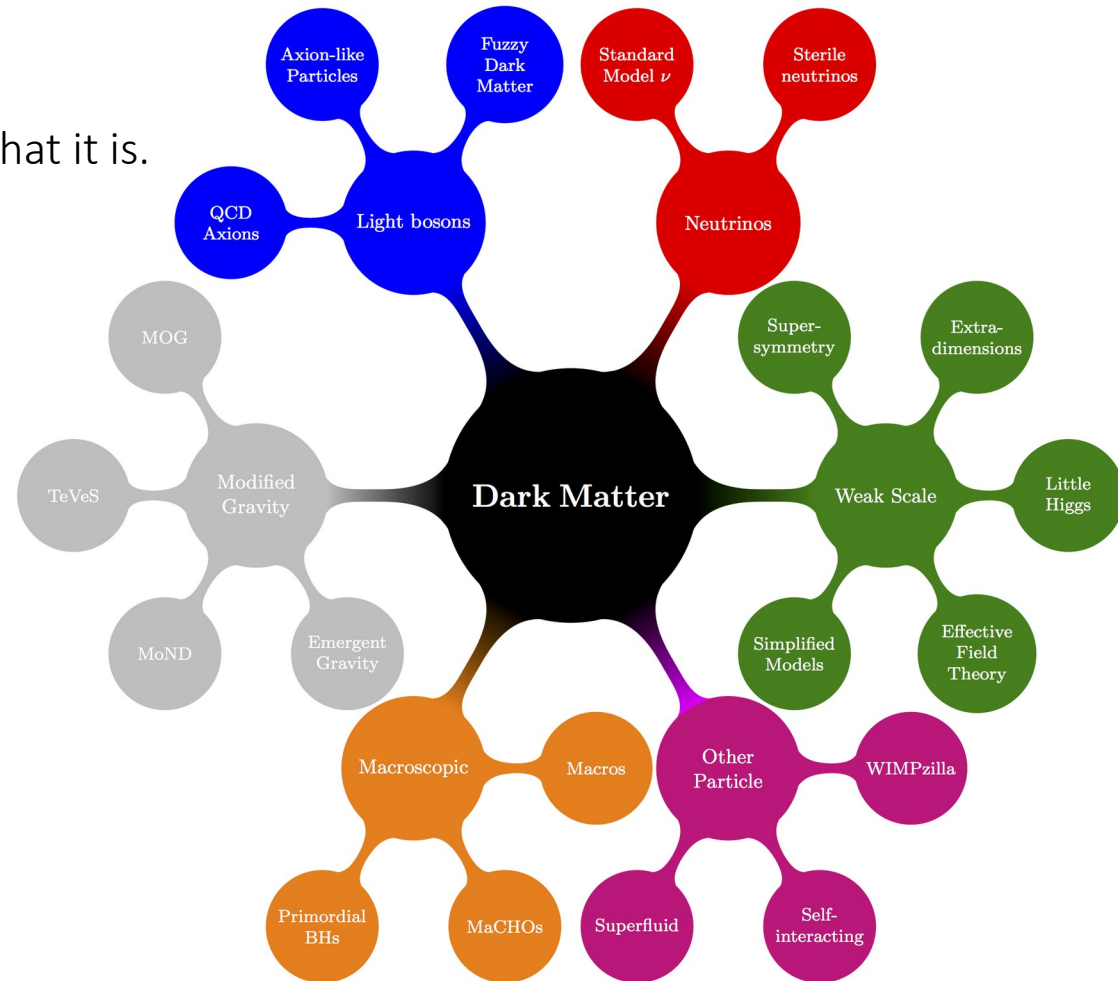 hat it is.
Axion-like
Particles
Fuzzy
Dark
Matter
Standard
Model ν
Sterile
neutrinos
QCD
Axions
Light bosons
Neutrinos
MOG
Super-
symmetry
Extra-
dimensions
TeVeS
Modified
Gravity
Dark Matter
Weak Scale
Little
Higgs
MoND
Emergent
Gravity
Simplified
Models
Effective
Field
Theory
Macroscopic
Macros
Other
Particle
WIMPzilla
Primordial
BHs
MaCHOs
Superfluid
Self-
interacting